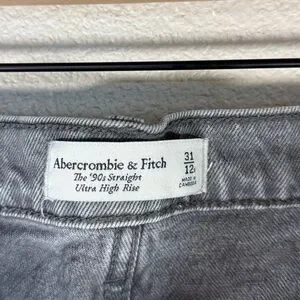 Abercrombie & Fitch
The '90s Straight
Ultra High Rise
31
12
MADE IN
CAMBODIA